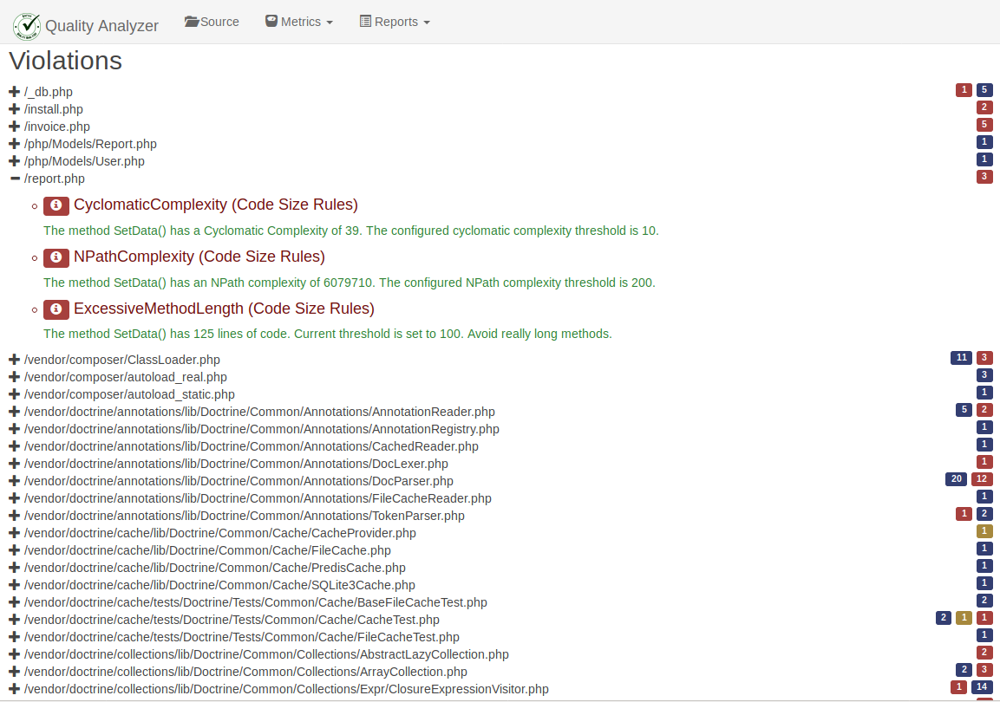 Quality Analyzer Source Metrics Reports
Violations
/_db.php 1 5
/install.php 2
/invoice.php 5
/php/Models/Report.php 1
/php/Models/User.php 1
/report.php 3
CyclomaticComplexity (Code Size Rules)
The method SetData() has a Cyclomatic Complexity of 39. The configured cyclomatic complexity threshold is 10.
NPathComplexity (Code Size Rules)
The method SetData() has an NPath complexity of 6079710. The configured NPath complexity threshold is 200.
ExcessiveMethodLength (Code Size Rules)
The method SetData() has 125 lines of code. Current threshold is set to 100. Avoid really long methods.
/vendor/composer/ClassLoader.php 11 3
/vendor/composer/autoload_real.php 3
/vendor/composer/autoload_static.php 1
/vendor/doctrine/annotations/lib/Doctrine/Common/Annotations/AnnotationReader.php 5 2
/vendor/doctrine/annotations/lib/Doctrine/Common/Annotations/AnnotationRegistry.php 1
/vendor/doctrine/annotations/lib/Doctrine/Common/Annotations/CachedReader.php 1
/vendor/doctrine/annotations/lib/Doctrine/Common/Annotations/DocLexer.php 1
/vendor/doctrine/annotations/lib/Doctrine/Common/Annotations/DocParser.php 20 12
/vendor/doctrine/annotations/lib/Doctrine/Common/Annotations/FileCacheReader.php 1
/vendor/doctrine/annotations/lib/Doctrine/Common/Annotations/TokenParser.php 1 2
/vendor/doctrine/cache/lib/Doctrine/Common/Cache/CacheProvider.php 1
/vendor/doctrine/cache/lib/Doctrine/Common/Cache/FileCache.php 1
/vendor/doctrine/cache/lib/Doctrine/Common/Cache/PredisCache.php 1
/vendor/doctrine/cache/lib/Doctrine/Common/Cache/SQLite3Cache.php 1
/vendor/doctrine/cache/tests/Doctrine/Tests/Common/Cache/BaseFileCacheTest.php 2
/vendor/doctrine/cache/tests/Doctrine/Tests/Common/Cache/CacheTest.php 2 1 1
/vendor/doctrine/cache/tests/Doctrine/Tests/Common/Cache/FileCacheTest.php 1
/vendor/doctrine/collections/lib/Doctrine/Common/Collections/AbstractLazyCollection.php 2
/vendor/doctrine/collections/lib/Doctrine/Common/Collections/ArrayCollection.php 2 3
/vendor/doctrine/collections/lib/Doctrine/Common/Collections/Expr/ClosureExpressionVisitor.php 1 14